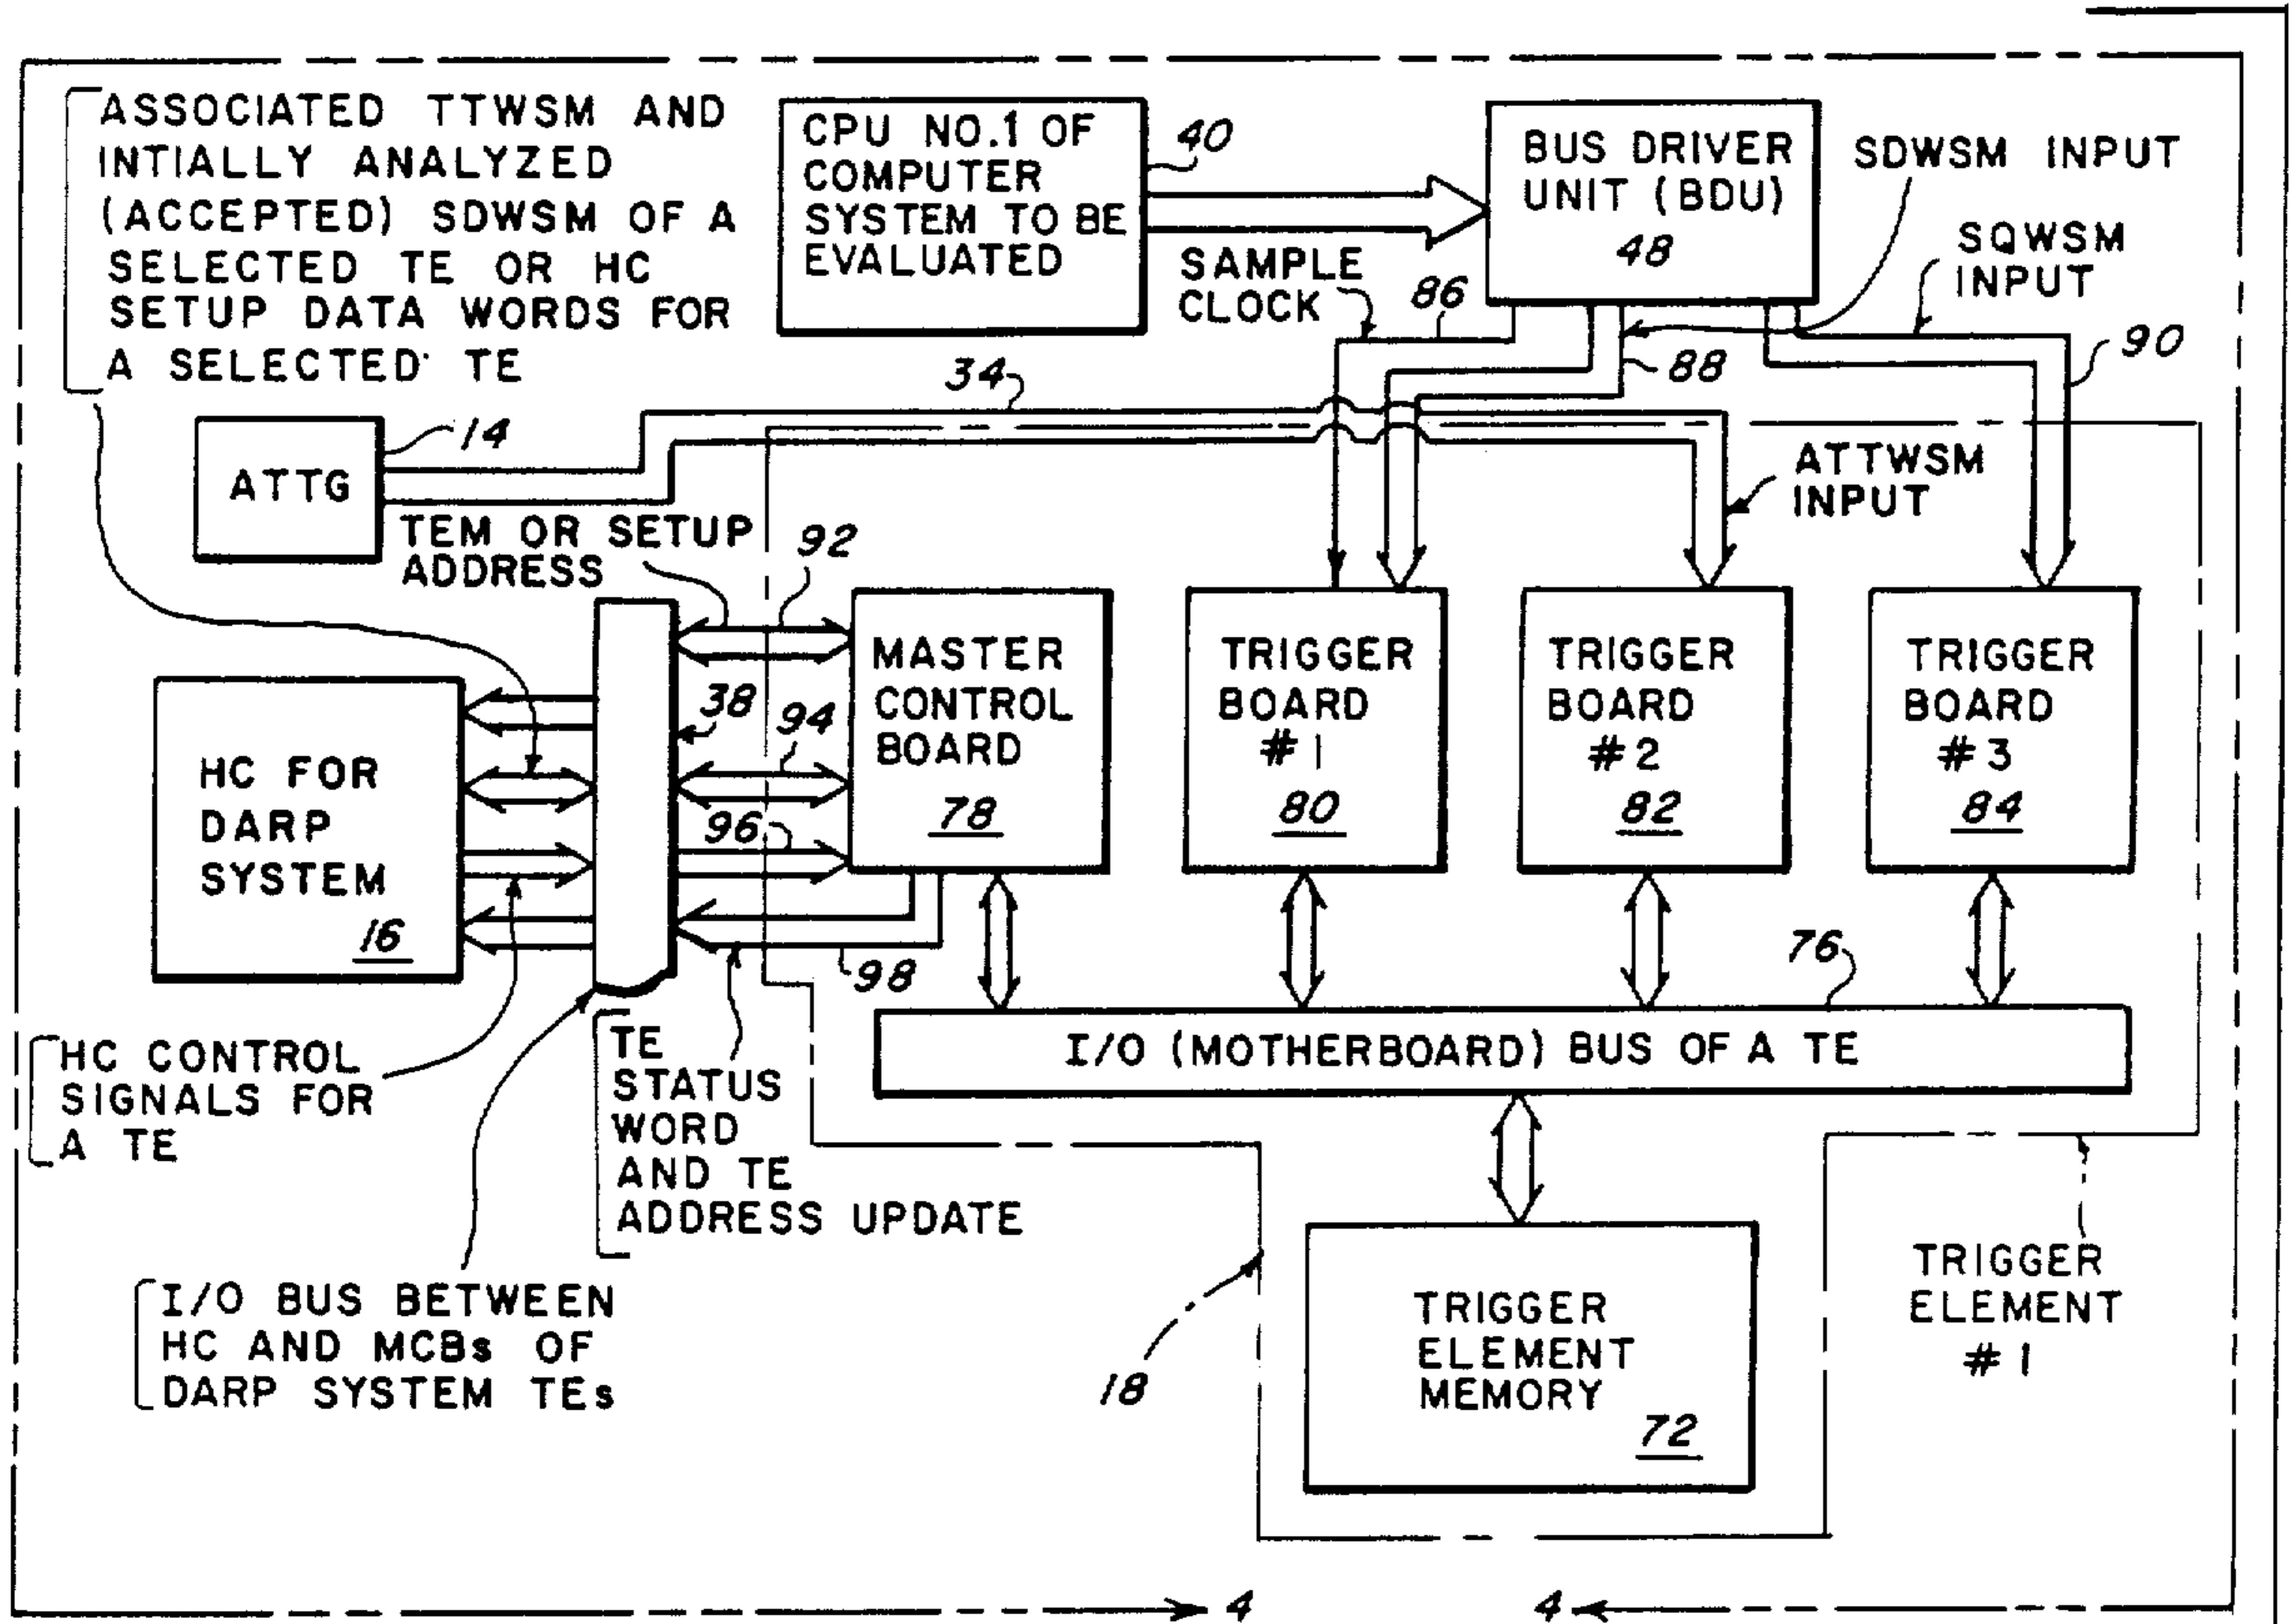 ASSOCIATED TTWSM AND
INTIALLY ANALYZED
(ACCEPTED) SDWSM OF A
SELECTED TE OR HC
SETUP DATA WORDS FOR
A SELECTED TE
CPU NO.1 OF
COMPUTER
SYSTEM TO BE
EVALUATED
40
BUS DRIVER
UNIT (BDU)
48
SDWSM INPUT
SQWSM
INPUT
SAMPLE
CLOCK
86
88
90
34
14
ATTG
ATTWSM
INPUT
TEM OR SETUP
ADDRESS
92
MASTER
CONTROL
BOARD
78
TRIGGER
BOARD
#1
80
TRIGGER
BOARD
#2
82
TRIGGER
BOARD
#3
84
38
94
96
98
HC FOR
DARP
SYSTEM
16
76
I/O (MOTHERBOARD) BUS OF A TE
HC CONTROL
SIGNALS FOR
A TE
TE
STATUS
WORD
AND TE
ADDRESS UPDATE
I/O BUS BETWEEN
HC AND MCBs OF
DARP SYSTEM TEs
18
TRIGGER
ELEMENT
MEMORY
72
TRIGGER
ELEMENT
#1
4
4